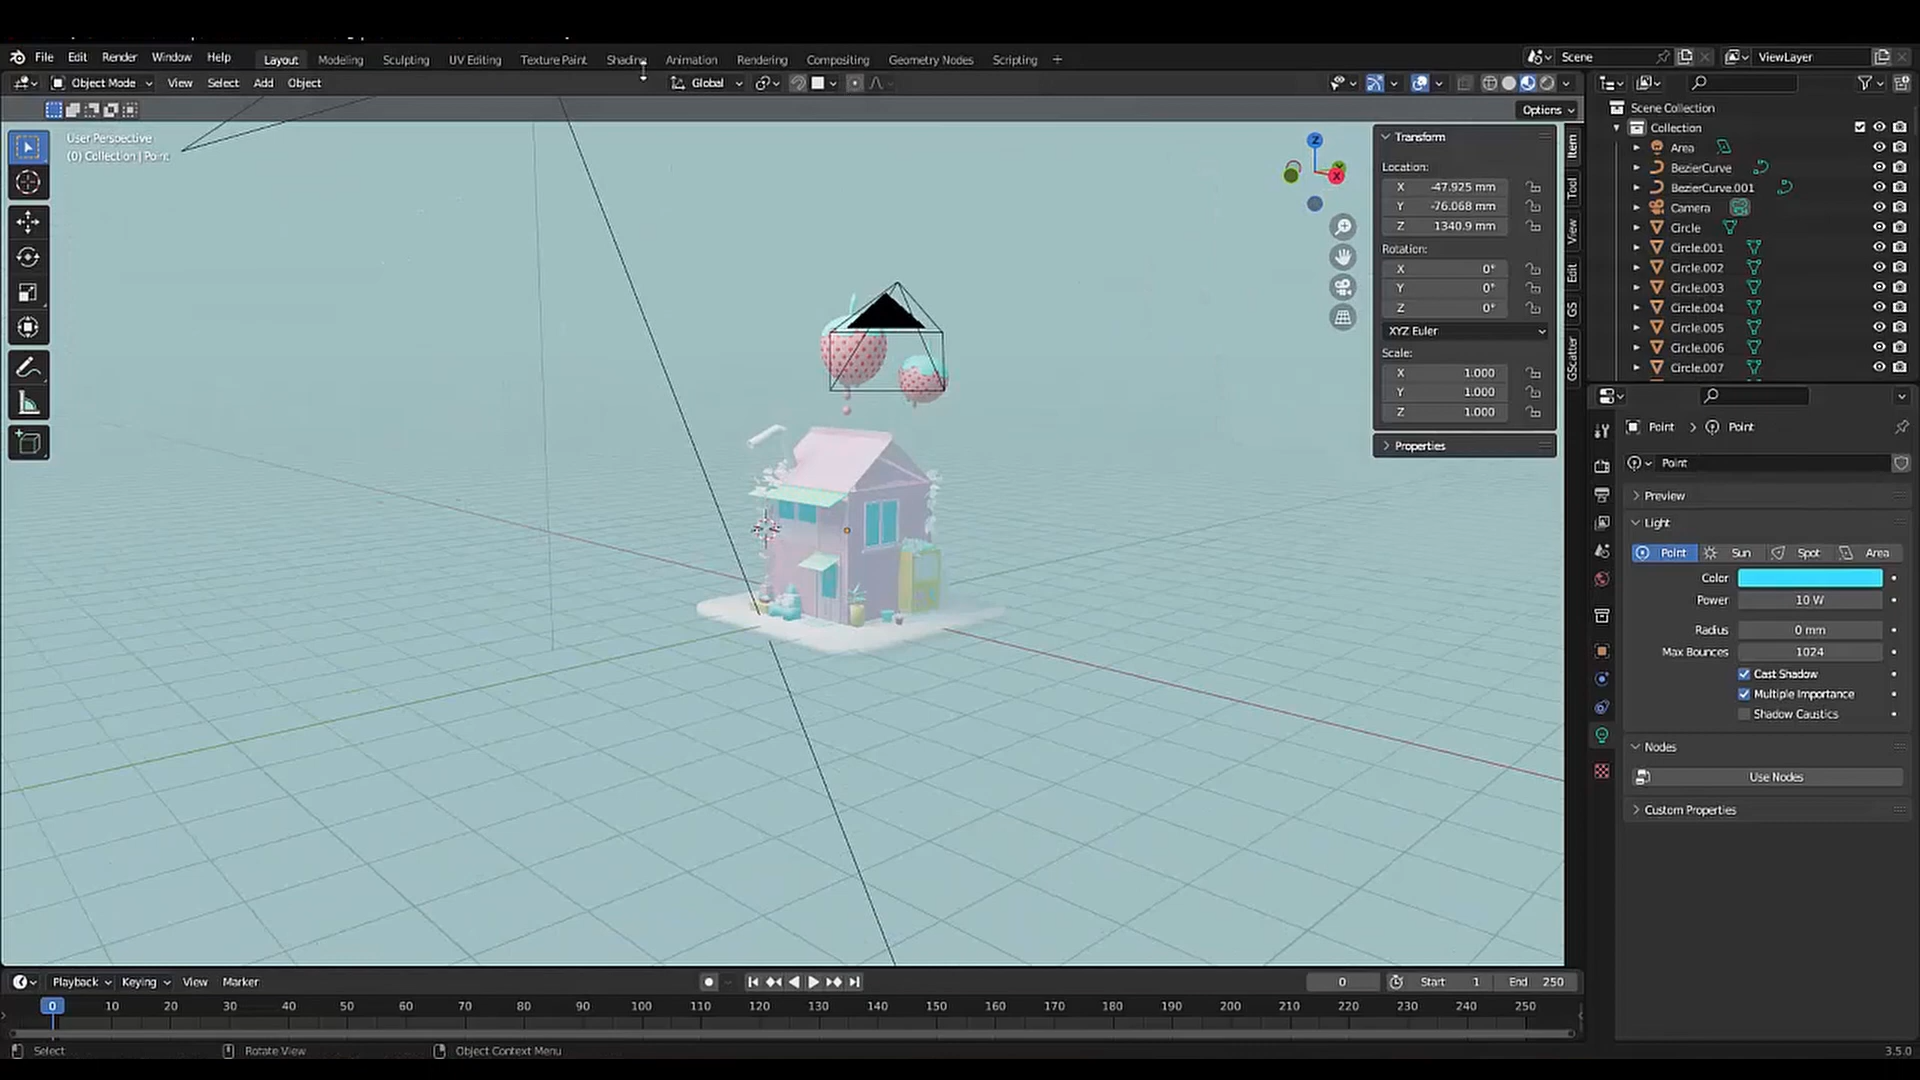 File Edit Render Window Help Layout Modeling Sculpting UV Editing Texture Paint Shading Animation Rendering Compositing Geometry Nodes Scripting + Scene ViewLayer
Object Mode View Select Add Object Global
Options
User Perspective
(0) Collection | Point
Transform
Location:
X -47.925 mm
Y -76.068 mm
Z 1340.9 mm
Rotation:
X 0°
Y 0°
Z 0°
XYZ Euler
Scale:
X 1.000
Y 1.000
Z 1.000
Properties
Item
Tool
View
Edit
GS
GScatter
Z
Y
X
Scene Collection
Collection
Area
BezierCurve
BezierCurve.001
Camera
Circle
Circle.001
Circle.002
Circle.003
Circle.004
Circle.005
Circle.006
Circle.007
Point > Point
Point
Preview
Light
Point Sun Spot Area
Color
Power 10 W
Radius 0 mm
Max Bounces 1024
Cast Shadow
Multiple Importance
Shadow Caustics
Nodes
Use Nodes
Custom Properties
Playback Keying View Marker 0 Start 1 End 250
0 10 20 30 40 50 60 70 80 90 100 110 120 130 140 150 160 170 180 190 200 210 220 230 240 250
Select Rotate View Object Context Menu 3.5.0